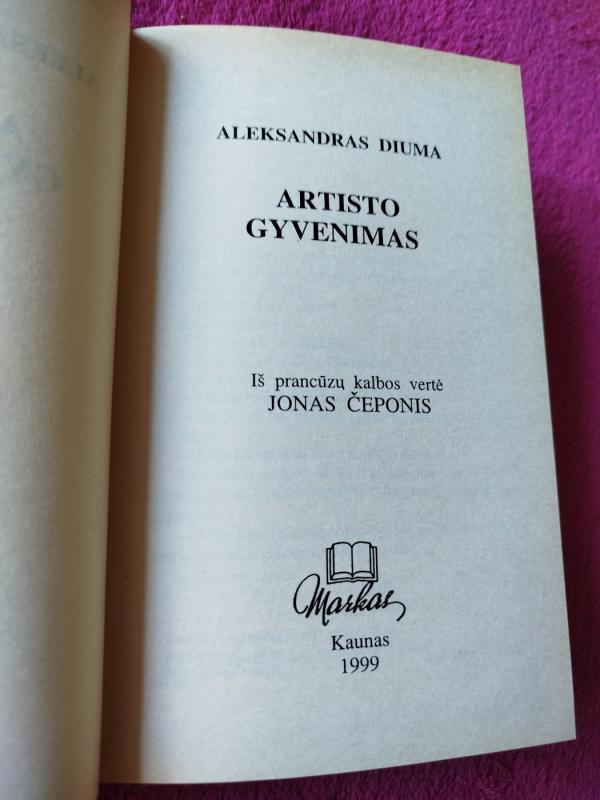 ALEKSANDRAS DIUMA
ARTISTO
GYVENIMAS
Iš prancūzų kalbos vertė
JONAS ČEPONIS
Markas
Kaunas
1999